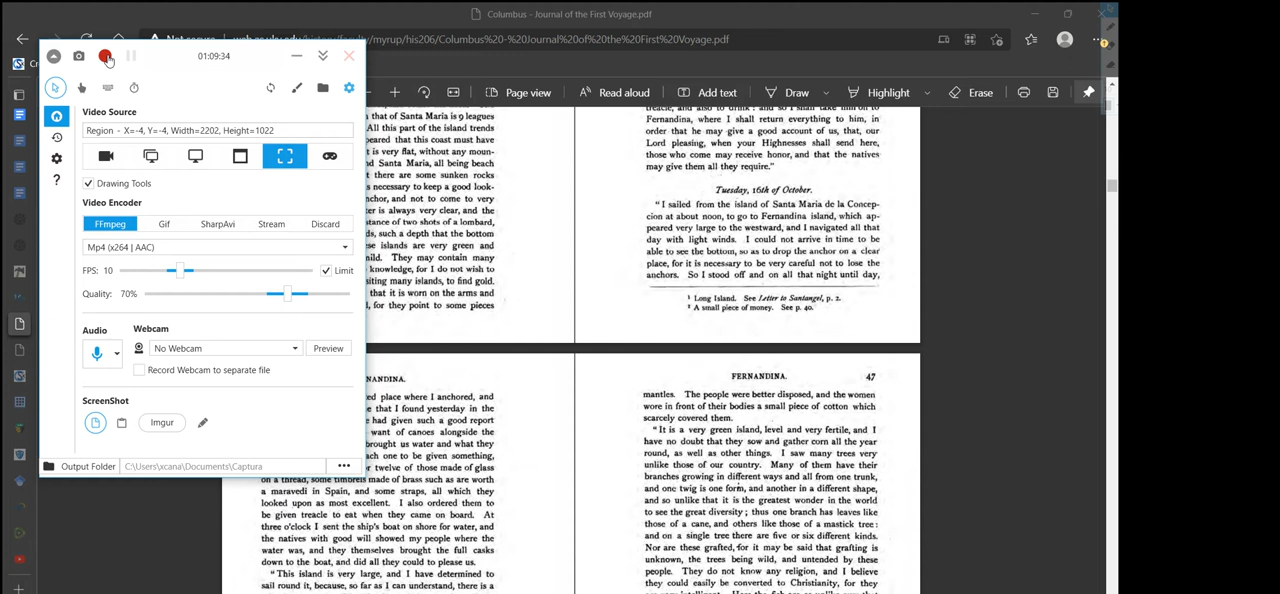 Columbus - Journal of the First Voyage.pdf
Not secure
web.as.uky.edu/history/faculty/myrup/his206/Columbus%20-%20Journal%20of%20the%20First%20Voyage.pdf
01:09:34
Video Source
Region - X=-4, Y=-4, Width=2202, Height=1022
Drawing Tools
Video Encoder
FFmpeg Gif SharpAvi Stream Discard
Mp4 (x264 | AAC)
FPS: 10 Limit
Quality: 70%
Audio Webcam
No Webcam Preview
Record Webcam to separate file
ScreenShot
Imgur
Output Folder C:\Users\xcana\Documents\Captura
Page view Read aloud Add text Draw Highlight Erase
that of Santa Maria is 9 leagues
All this part of the island trends
peared that this coast must have
is very flat, without any moun-
nd Santa Maria, all being beach
there are some sunken rocks
is necessary to keep a good look-
nchor, and not to come to very
ter is always very clear, and the
stance of two shots of a lombard,
ds, such a depth that the bottom
ese islands are very green and
mild. They may contain many
knowledge, for I do not wish to
siting many islands, to find gold.
that it is worn on the arms and
, for they point to some pieces
treacle, and also to drink: and so I shall take him on to
Fernandina, where I shall return everything to him, in
order that he may give a good account of us, that, our
Lord pleasing, when your Highnesses shall send here,
those who come may receive honor, and that the natives
may give them all they require."
Tuesday, 16th of October.
"I sailed from the island of Santa Maria de la Concep-
cion at about noon, to go to Fernandina island, which ap-
peared very large to the westward, and I navigated all that
day with light winds. I could not arrive in time to be
able to see the bottom, so as to drop the anchor on a clear
place, for it is necessary to be very careful not to lose the
anchors. So I stood off and on all that night until day,
1 Long Island. See Letter to Santangel, p. 2.
2 A small piece of money. See p. 40.
NANDINA.
ed place where I anchored, and
e that I found yesterday in the
e had given such a good report
want of canoes alongside the
brought us water and what they
ach one to be given something,
r twelve of those made of glass
on a thread, some timbrels made of brass such as are worth
a maravedi in Spain, and some straps, all which they
looked upon as most excellent. I also ordered them to
be given treacle to eat when they came on board. At
three o'clock I sent the ship's boat on shore for water, and
the natives with good will showed my people where the
water was, and they themselves brought the full casks
down to the boat, and did all they could to please us.
"This island is very large, and I have determined to
sail round it, because, so far as I can understand, there is a
FERNANDINA. 47
mantles. The people were better disposed, and the women
wore in front of their bodies a small piece of cotton which
scarcely covered them.
"It is a very green island, level and very fertile, and I
have no doubt that they sow and gather corn all the year
round, as well as other things. I saw many trees very
unlike those of our country. Many of them have their
branches growing in different ways and all from one trunk,
and one twig is one form, and another in a different shape,
and so unlike that it is the greatest wonder in the world
to see the great diversity; thus one branch has leaves like
those of a cane, and others like those of a mastick tree:
and on a single tree there are five or six different kinds.
Nor are these grafted, for it may be said that grafting is
unknown, the trees being wild, and untended by these
people. They do not know any religion, and I believe
they could easily be converted to Christianity, for they